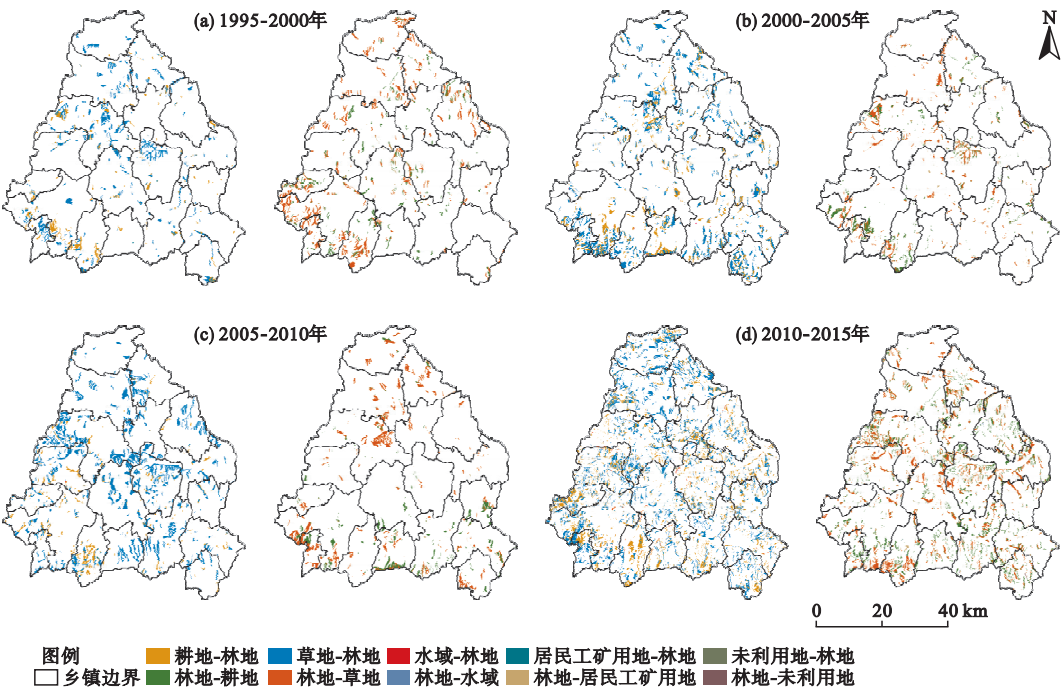 (a) 1995-2000年
(b) 2000-2005年
N
(c) 2005-2010年
(d) 2010-2015年
0 20 40 km
图例 耕地-林地 草地-林地 水域-林地 居民工矿用地-林地 未利用地-林地
乡镇边界 林地-耕地 林地-草地 林地-水域 林地-居民工矿用地 林地-未利用地